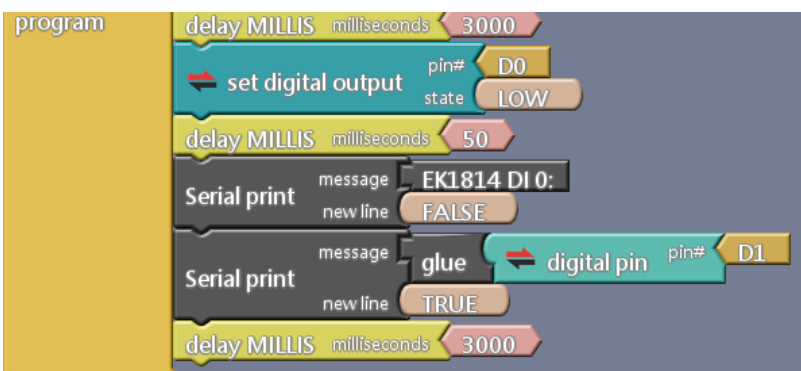 program
delay MILLIS milliseconds 3000
set digital output pin# D0
state LOW
delay MILLIS milliseconds 50
Serial print message EK1814 DI 0:
new line FALSE
Serial print message glue digital pin pin# D1
new line TRUE
delay MILLIS milliseconds 3000